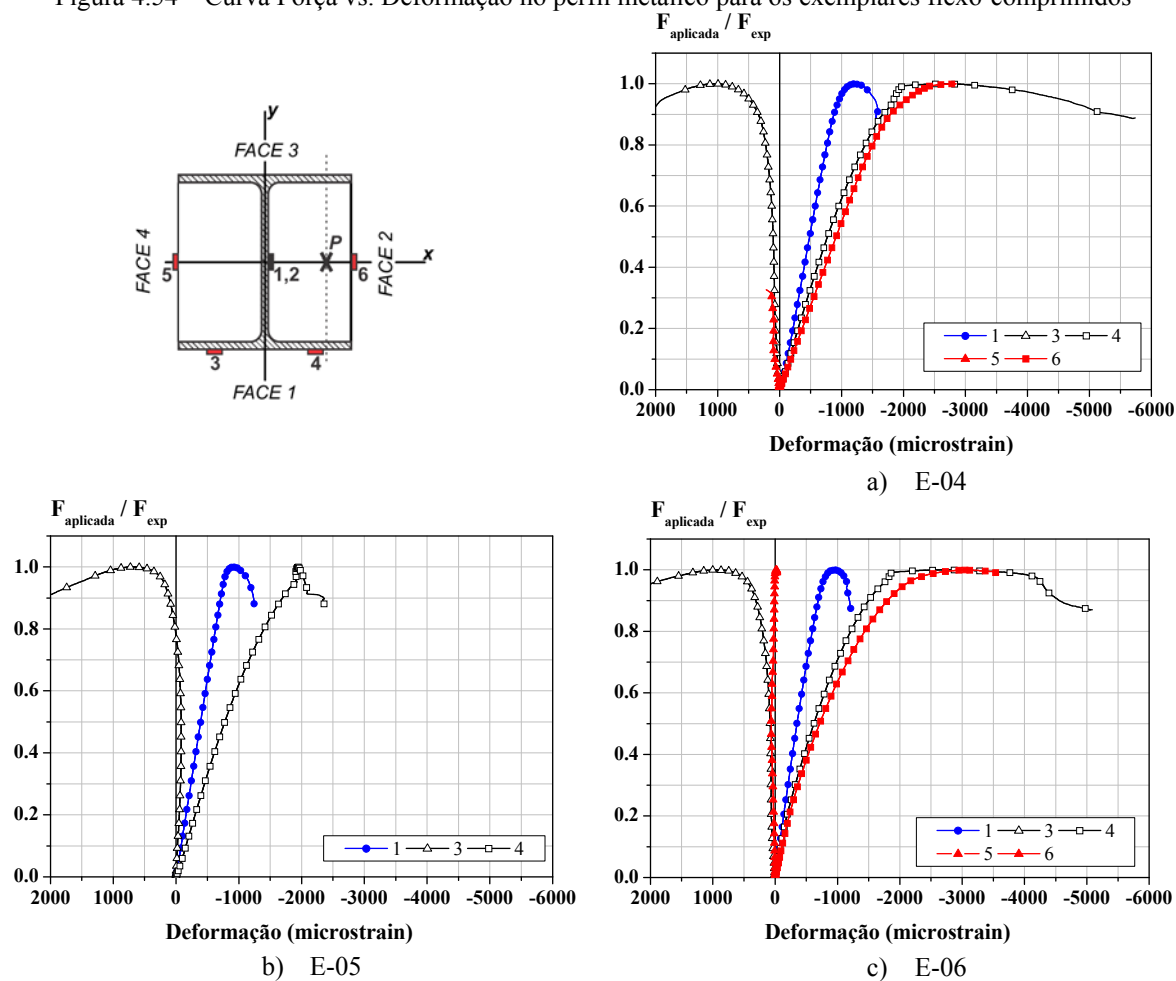 Figura 4.54 – Curva Força vs. Deformação no perfil metálico para os exemplares flexo-comprimidos
y
FACE 3
FACE 4
5
1,2
P
6
FACE 2
x
3
4
FACE 1
F aplicada / F exp
1.0
0.8
0.6
0.4
0.2
0.0
1 3 4
5 6
2000 1000 0 -1000 -2000 -3000 -4000 -5000 -6000
Deformação (microstrain)
a) E-04
F aplicada / F exp
1.0
0.8
0.6
0.4
0.2
0.0
1 3 4
2000 1000 0 -1000 -2000 -3000 -4000 -5000 -6000
Deformação (microstrain)
b) E-05
F aplicada / F exp
1.0
0.8
0.6
0.4
0.2
0.0
1 3 4
5 6
2000 1000 0 -1000 -2000 -3000 -4000 -5000 -6000
Deformação (microstrain)
c) E-06